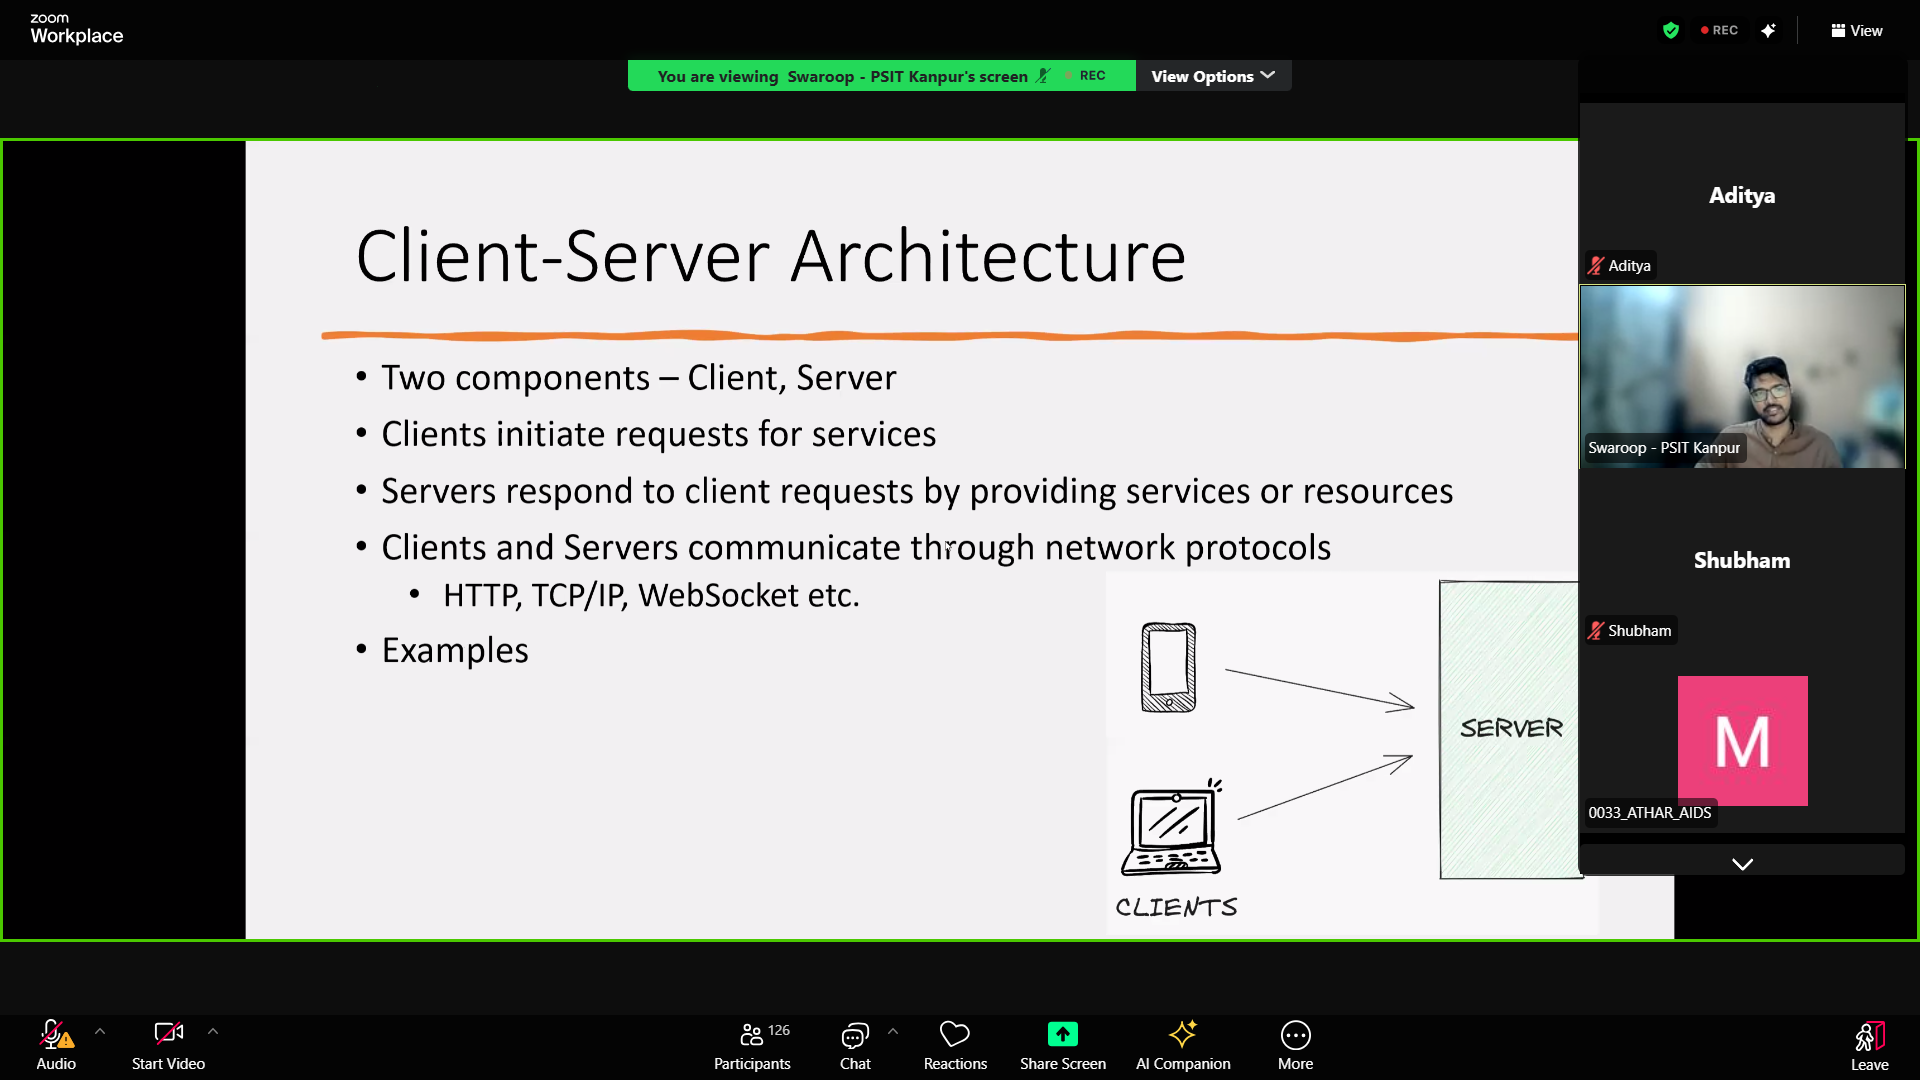 zoom
Workplace
REC
View
You are viewing Swaroop - PSIT Kanpur's screen
REC
View Options
Client-Server Architecture
• Two components – Client, Server
• Clients initiate requests for services
• Servers respond to client requests by providing services or resources
• Clients and Servers communicate through network protocols
• HTTP, TCP/IP, WebSocket etc.
• Examples
SERVER
CLIENTS
Aditya
Aditya
Swaroop - PSIT Kanpur
Shubham
Shubham
M
0033_ATHAR_AIDS
Audio
Start Video
126
Participants
Chat
Reactions
Share Screen
AI Companion
More
Leave